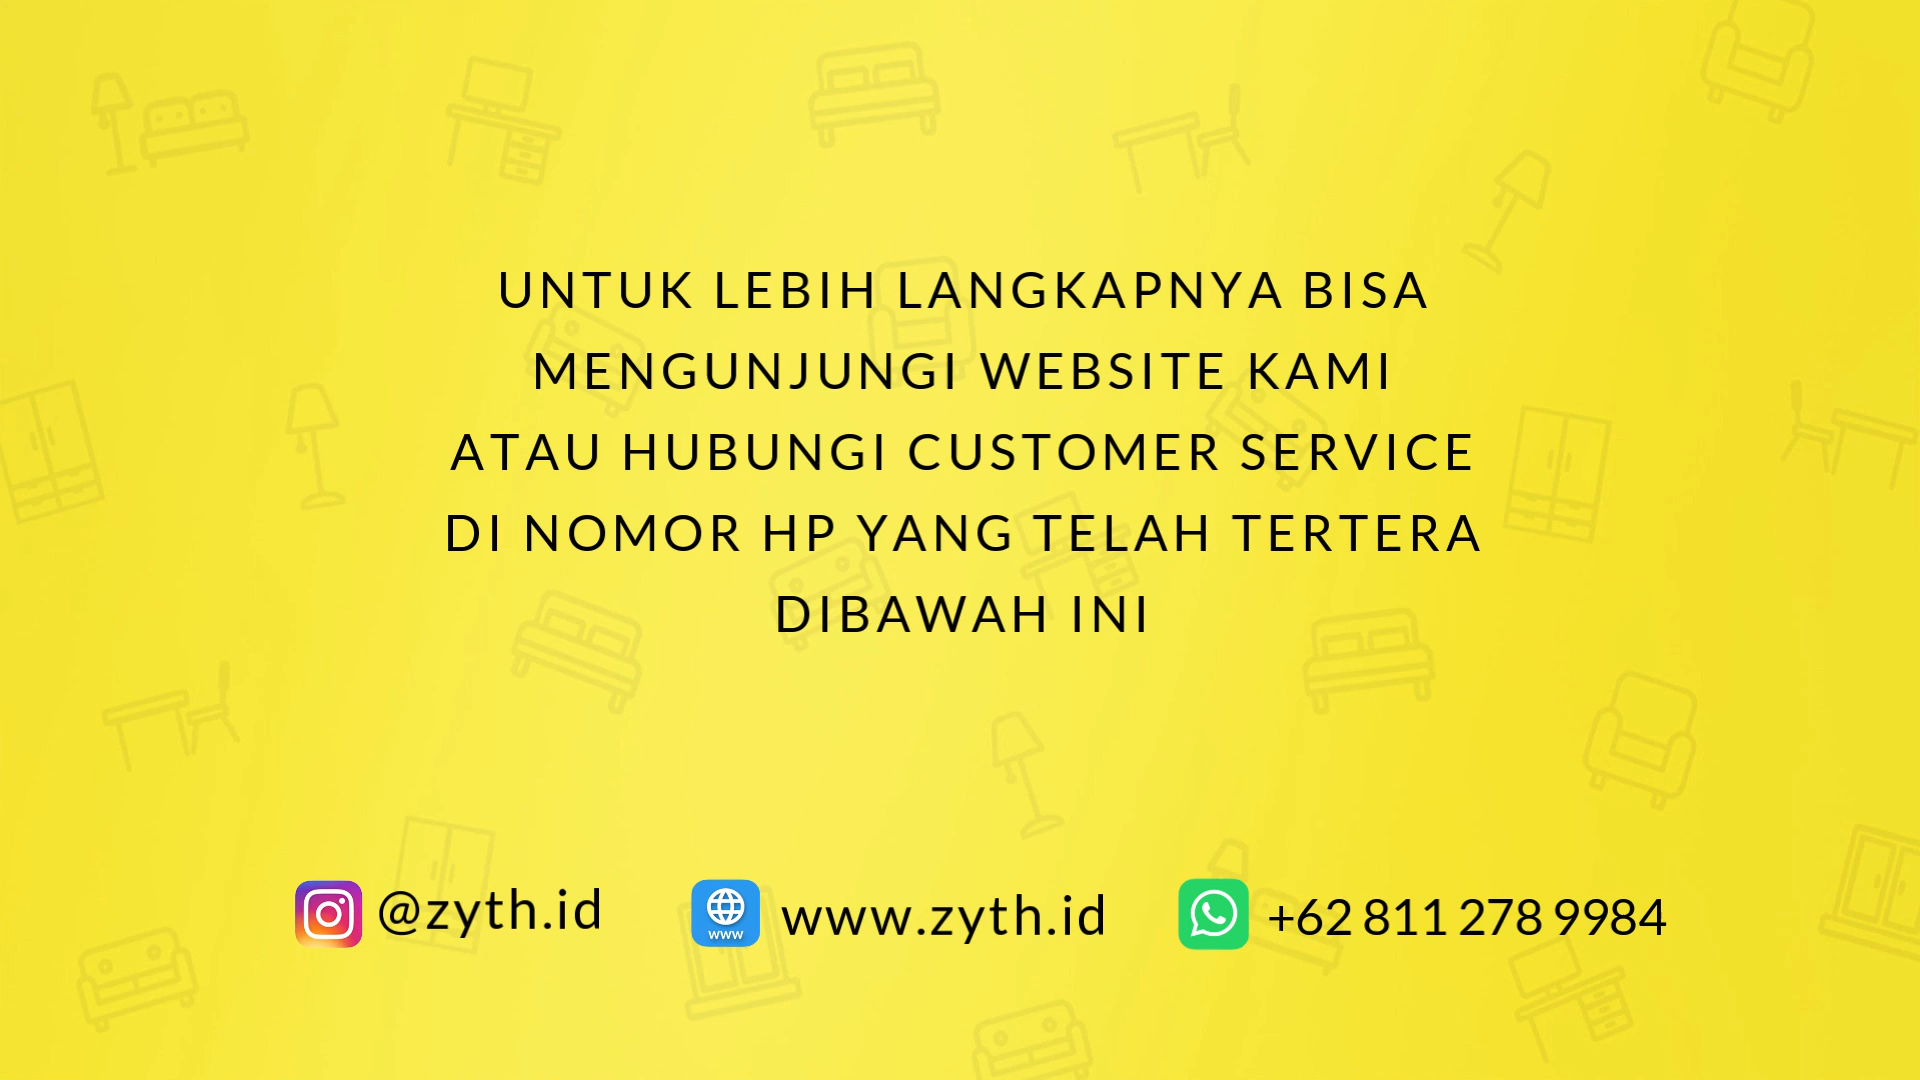 UNTUK LEBIH LANGKAPNYA BISA
MENGUNJUNGI WEBSITE KAMI
ATAU HUBUNGI CUSTOMER SERVICE
DI NOMOR HP YANG TELAH TERTERA
DIBAWAH INI
@zyth.id
www
www.zyth.id
+62 811 278 9984